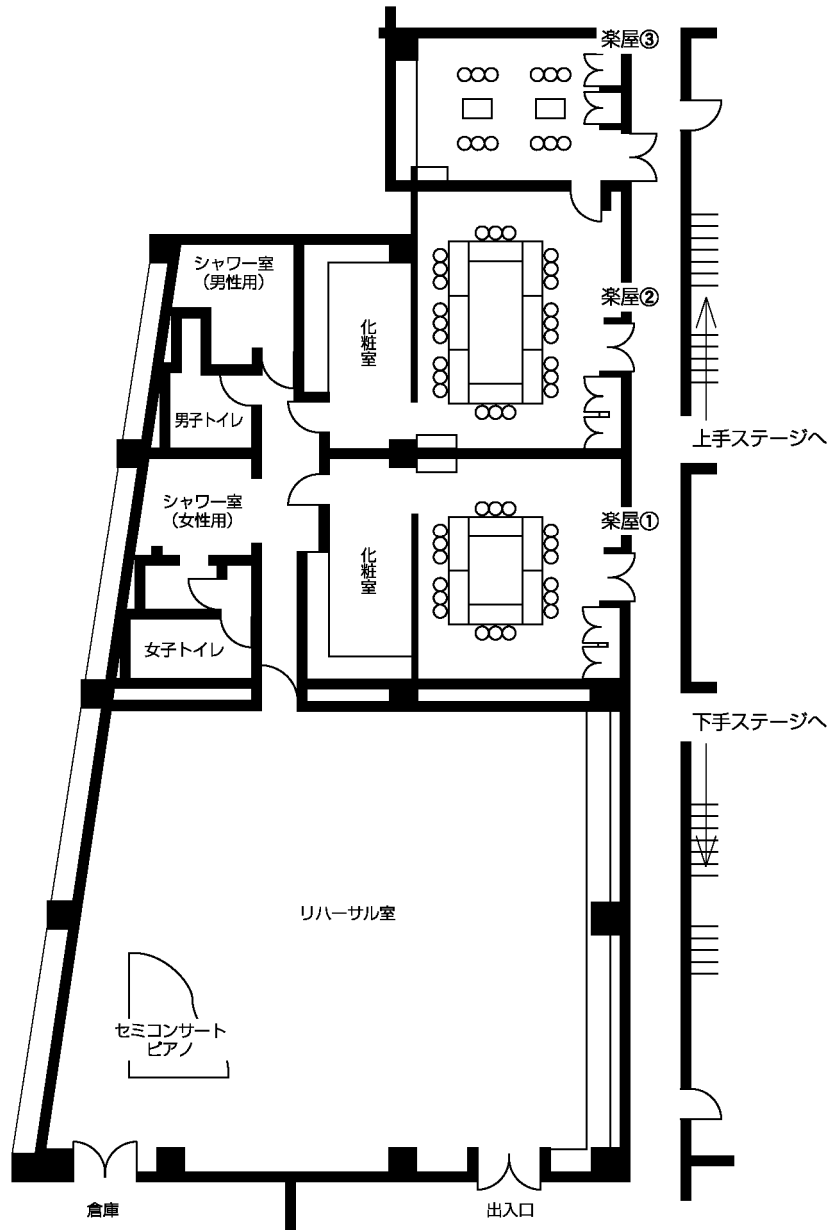 楽屋③
シャワー室
（男性用）
楽屋②
化粧室
男子トイレ
上手ステージへ
シャワー室
（女性用）
楽屋①
化粧室
女子トイレ
下手ステージへ
リハーサル室
セミコンサート
ピアノ
倉庫
出入口